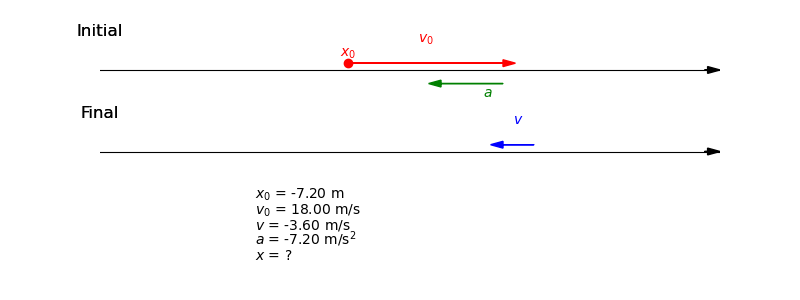 Initial
v₀
x₀
a
Final
v
x₀ = -7.20 m
v₀ = 18.00 m/s
v = -3.60 m/s
a = -7.20 m/s²
x = ?